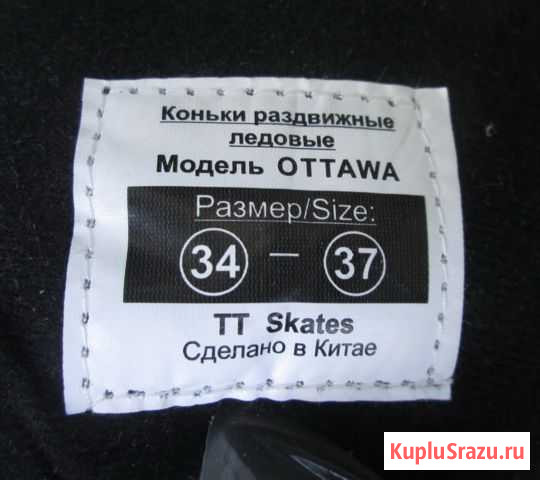 Коньки раздвижные
ледовые
Модель OTTAWA
Размер/Size:
34 — 37
TT Skates
Сделано в Китае
KupluSrazu.ru